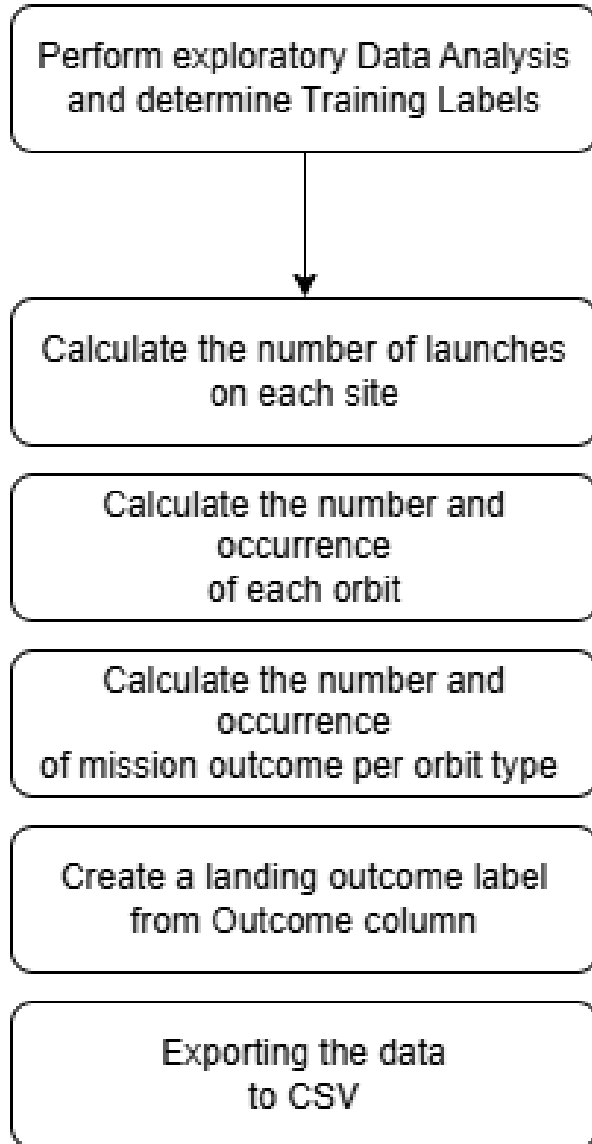 Perform exploratory Data Analysis
and determine Training Labels
Calculate the number of launches
on each site
Calculate the number and
occurrence
of each orbit
Calculate the number and
occurrence
of mission outcome per orbit type
Create a landing outcome label
from Outcome column
Exporting the data
to CSV